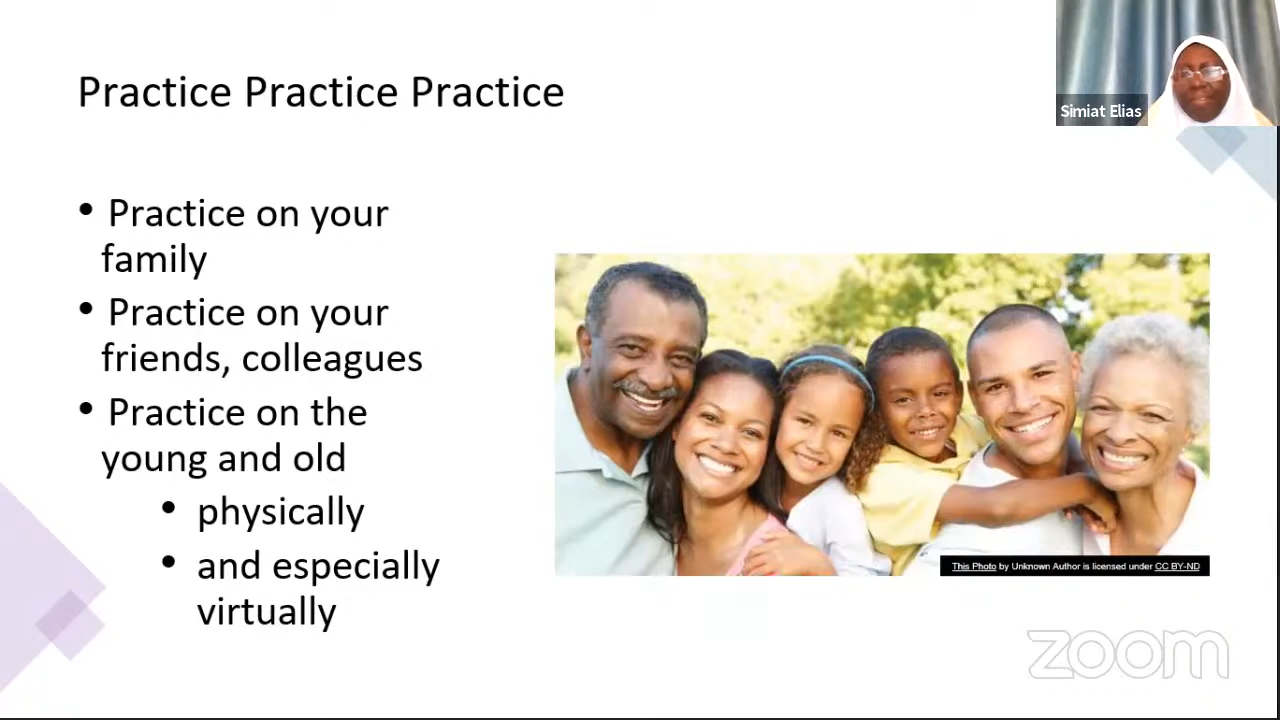 Practice Practice Practice
Simiat Elias
• Practice on your
family
• Practice on your
friends, colleagues
• Practice on the
young and old
• physically
• and especially
virtually
This Photo by Unknown Author is licensed under CC BY-ND
zoom